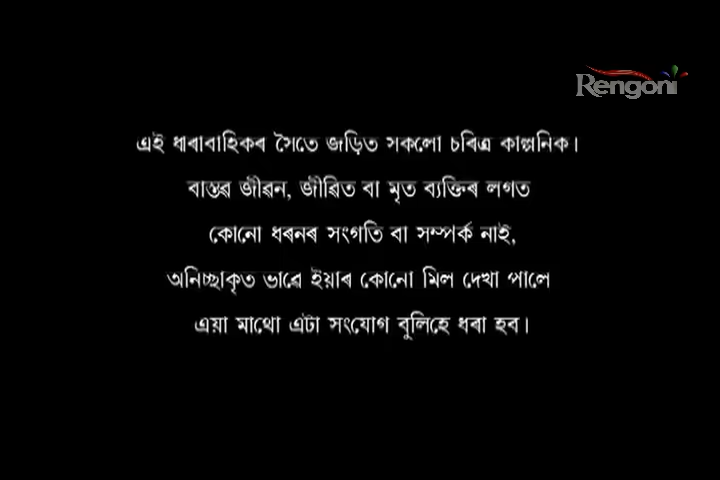 Rengoni
এই ধাৰাবাহিকৰ সৈতে জড়িত সকলো চৰিত্ৰ কাল্পনিক।
বাস্তৱ জীৱন, জীৱিত বা মৃত ব্যক্তিৰ লগত
কোনো ধৰনৰ সংগতি বা সম্পৰ্ক নাই,
অনিচ্ছাকৃত ভাৱে ইয়াৰ কোনো মিল দেখা পালে
এয়া মাথো এটা সংযোগ বুলিহে ধৰা হব।